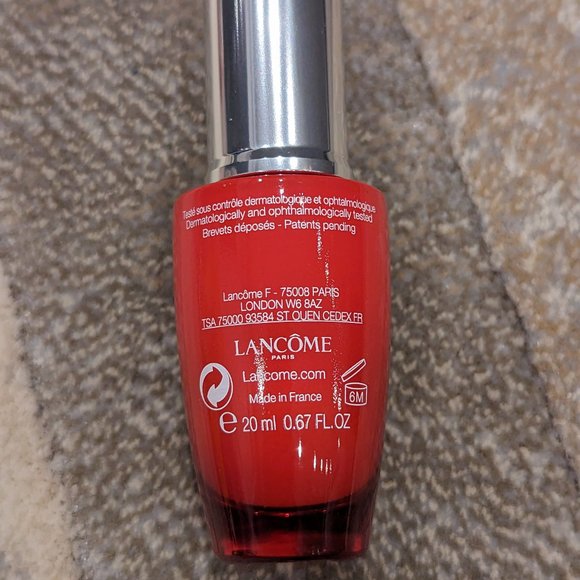 Testé sous contrôle dermatologique et ophtalmologique
Dermatologically and ophthalmologically tested
Brevets déposés - Patents pending
Lancôme F - 75008 PARIS
LONDON W6 8AZ
TSA 75000 93584 ST OUEN CEDEX FR
LANCÔME
PARIS
Lancome.com
Made in France
6M
℮ 20 ml 0.67 FL.OZ